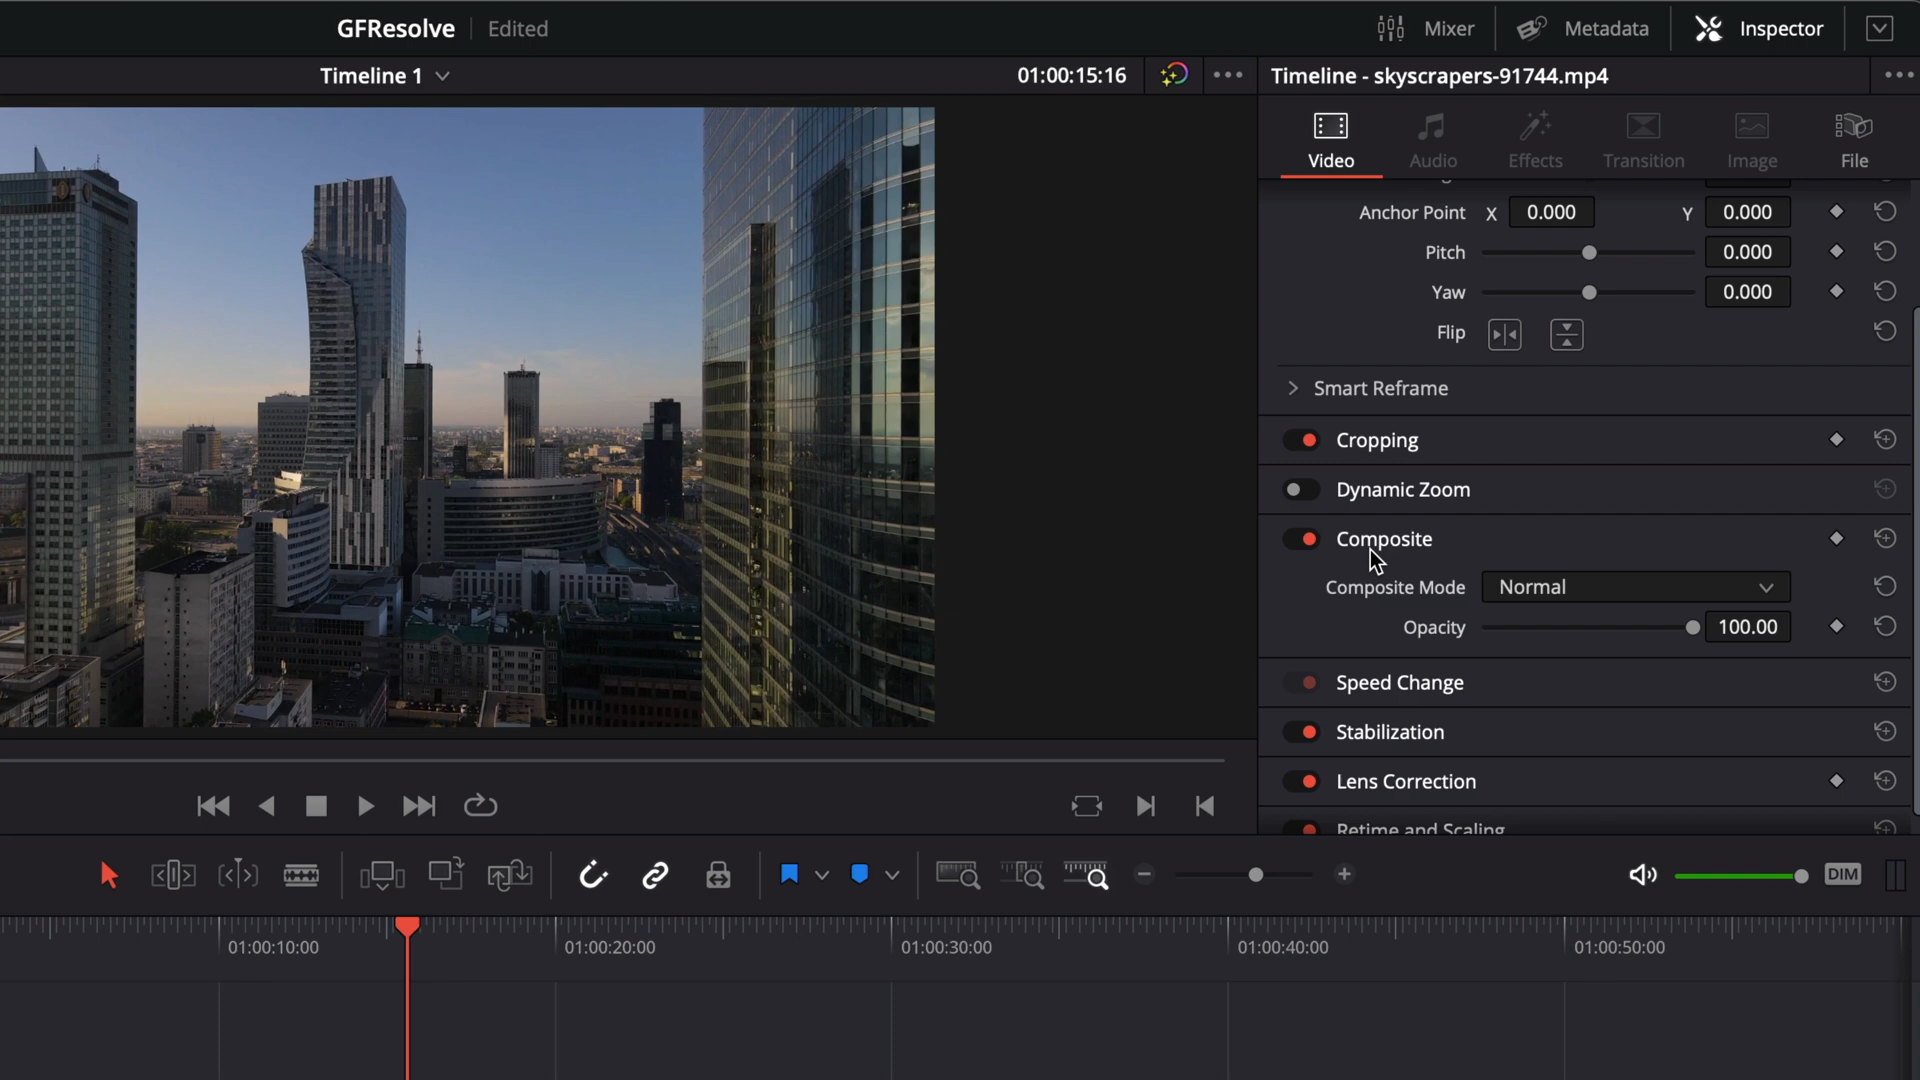 GFResolve Edited Mixer Metadata Inspector
Timeline 1 01:00:15:16 Timeline - skyscrapers-91744.mp4
Video Audio Effects Transition Image File
Anchor Point X 0.000 Y 0.000
Pitch 0.000
Yaw 0.000
Flip
Smart Reframe
Cropping
Dynamic Zoom
Composite
Composite Mode Normal
Opacity 100.00
Speed Change
Stabilization
Lens Correction
Retime and Scaling
DIM
01:00:10:00 01:00:20:00 01:00:30:00 01:00:40:00 01:00:50:00